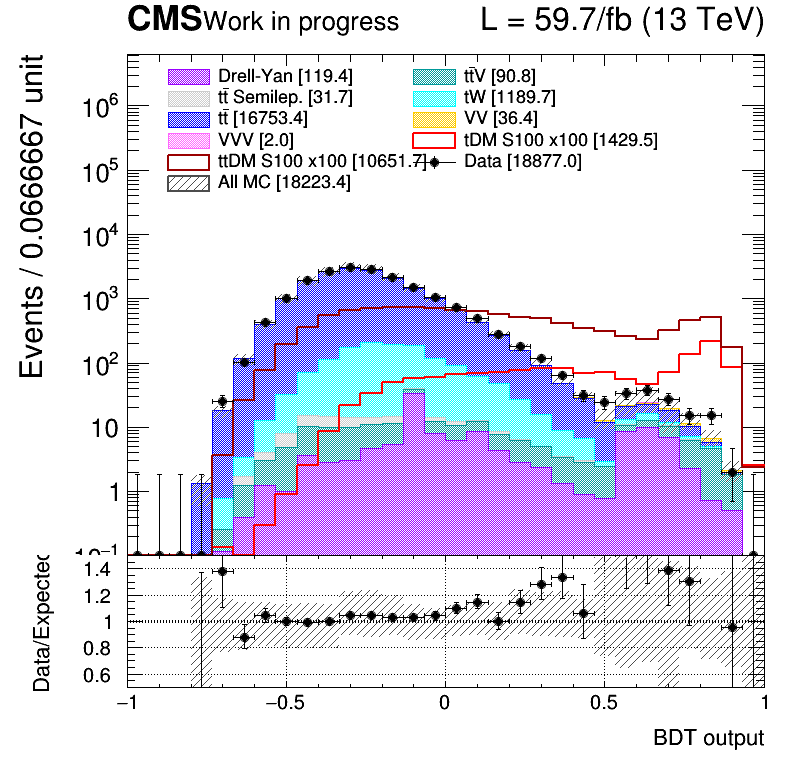 CMS Work in progress L = 59.7/fb (13 TeV)
Events / 0.0666667 unit
Drell-Yan [119.4] tt̄V [90.8]
tt̄ Semilep. [31.7] tW [1189.7]
tt̄ [16753.4] VV [36.4]
VVV [2.0] tDM S100 x100 [1429.5]
ttDM S100 x100 [10651.7] Data [18877.0]
All MC [18223.4]
10⁶
10⁵
10⁴
10³
10²
10
1
10⁻¹
Data/Expected
1.4
1.2
1
0.8
0.6
−1 −0.5 0 0.5 1
BDT output